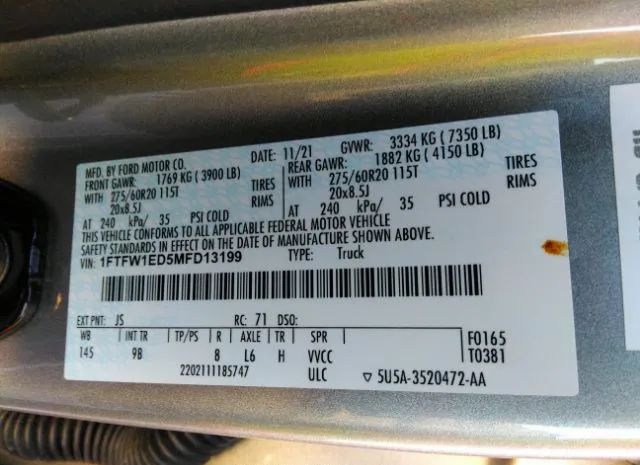 MFD. BY FORD MOTOR CO. DATE: 11/21 GVWR: 3334 KG (7350 LB)
FRONT GAWR: 1769 KG (3900 LB) REAR GAWR: 1882 KG (4150 LB)
WITH 275/60R20 115T TIRES WITH 275/60R20 115T TIRES
20x8.5J RIMS 20x8.5J RIMS
AT 240 kPa/ 35 PSI COLD AT 240 kPa/ 35 PSI COLD
THIS VEHICLE CONFORMS TO ALL APPLICABLE FEDERAL MOTOR VEHICLE
SAFETY STANDARDS IN EFFECT ON THE DATE OF MANUFACTURE SHOWN ABOVE.
VIN: 1FTFW1ED5MFD13199 TYPE: Truck
EXT PNT: JS RC: 71 DSO:
WB INT TR TP/PS R AXLE TR SPR F0165
145 9B 8 L6 H VVCC T0381
2202111185747 ULC ▽ 5U5A-3520472-AA